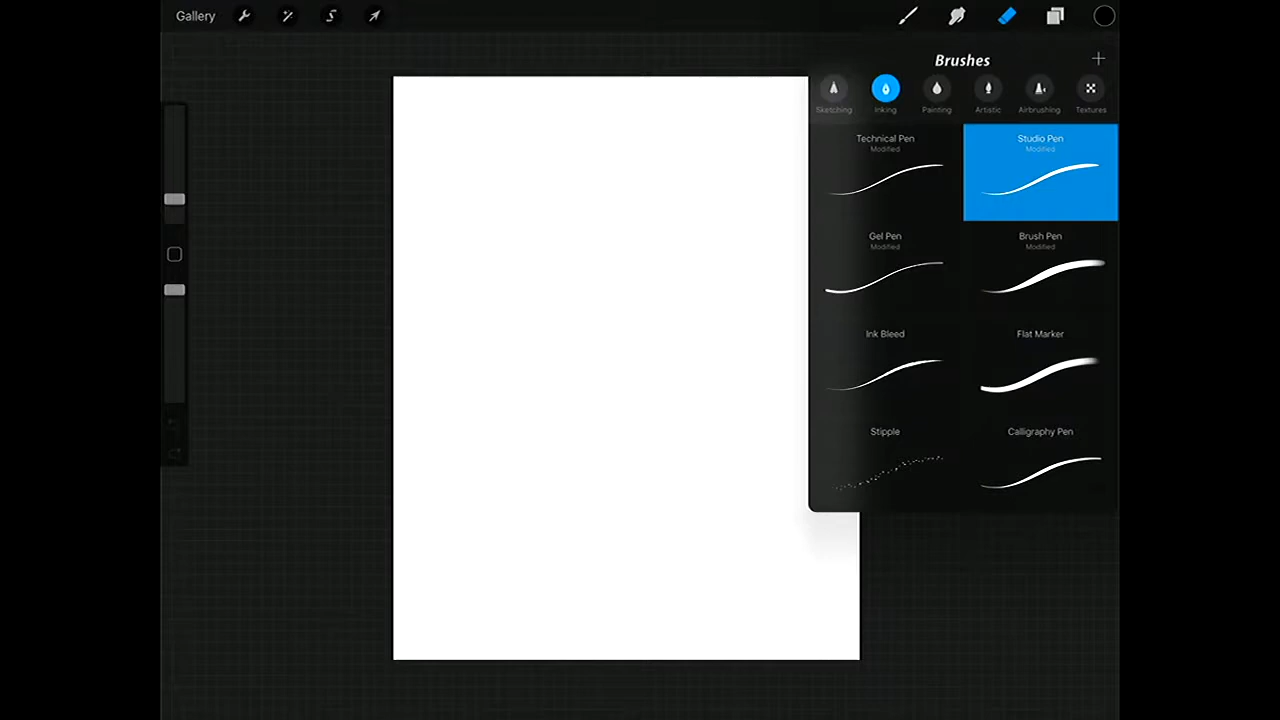 Gallery
Brushes
Sketching Inking Painting Artistic Airbrushing Textures
Technical Pen
Modified
Studio Pen
Modified
Gel Pen
Modified
Brush Pen
Modified
Ink Bleed
Flat Marker
Stipple
Calligraphy Pen